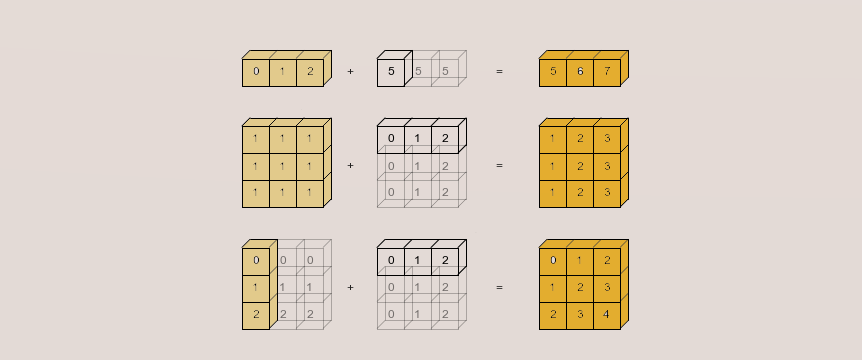 0 1 2 + 5 5 5 = 5 6 7
1 1 1 0 1 2 1 2 3
1 1 1 + 0 1 2 = 1 2 3
1 1 1 0 1 2 1 2 3
0 0 0 0 1 2 0 1 2
1 1 1 + 0 1 2 = 1 2 3
2 2 2 0 1 2 2 3 4